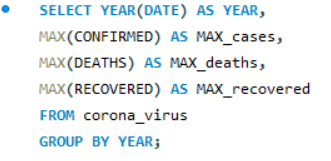 SELECT YEAR(DATE) AS YEAR,
MAX(CONFIRMED) AS MAX_cases,
MAX(DEATHS) AS MAX_deaths,
MAX(RECOVERED) AS MAX_recovered
FROM corona_virus
GROUP BY YEAR;